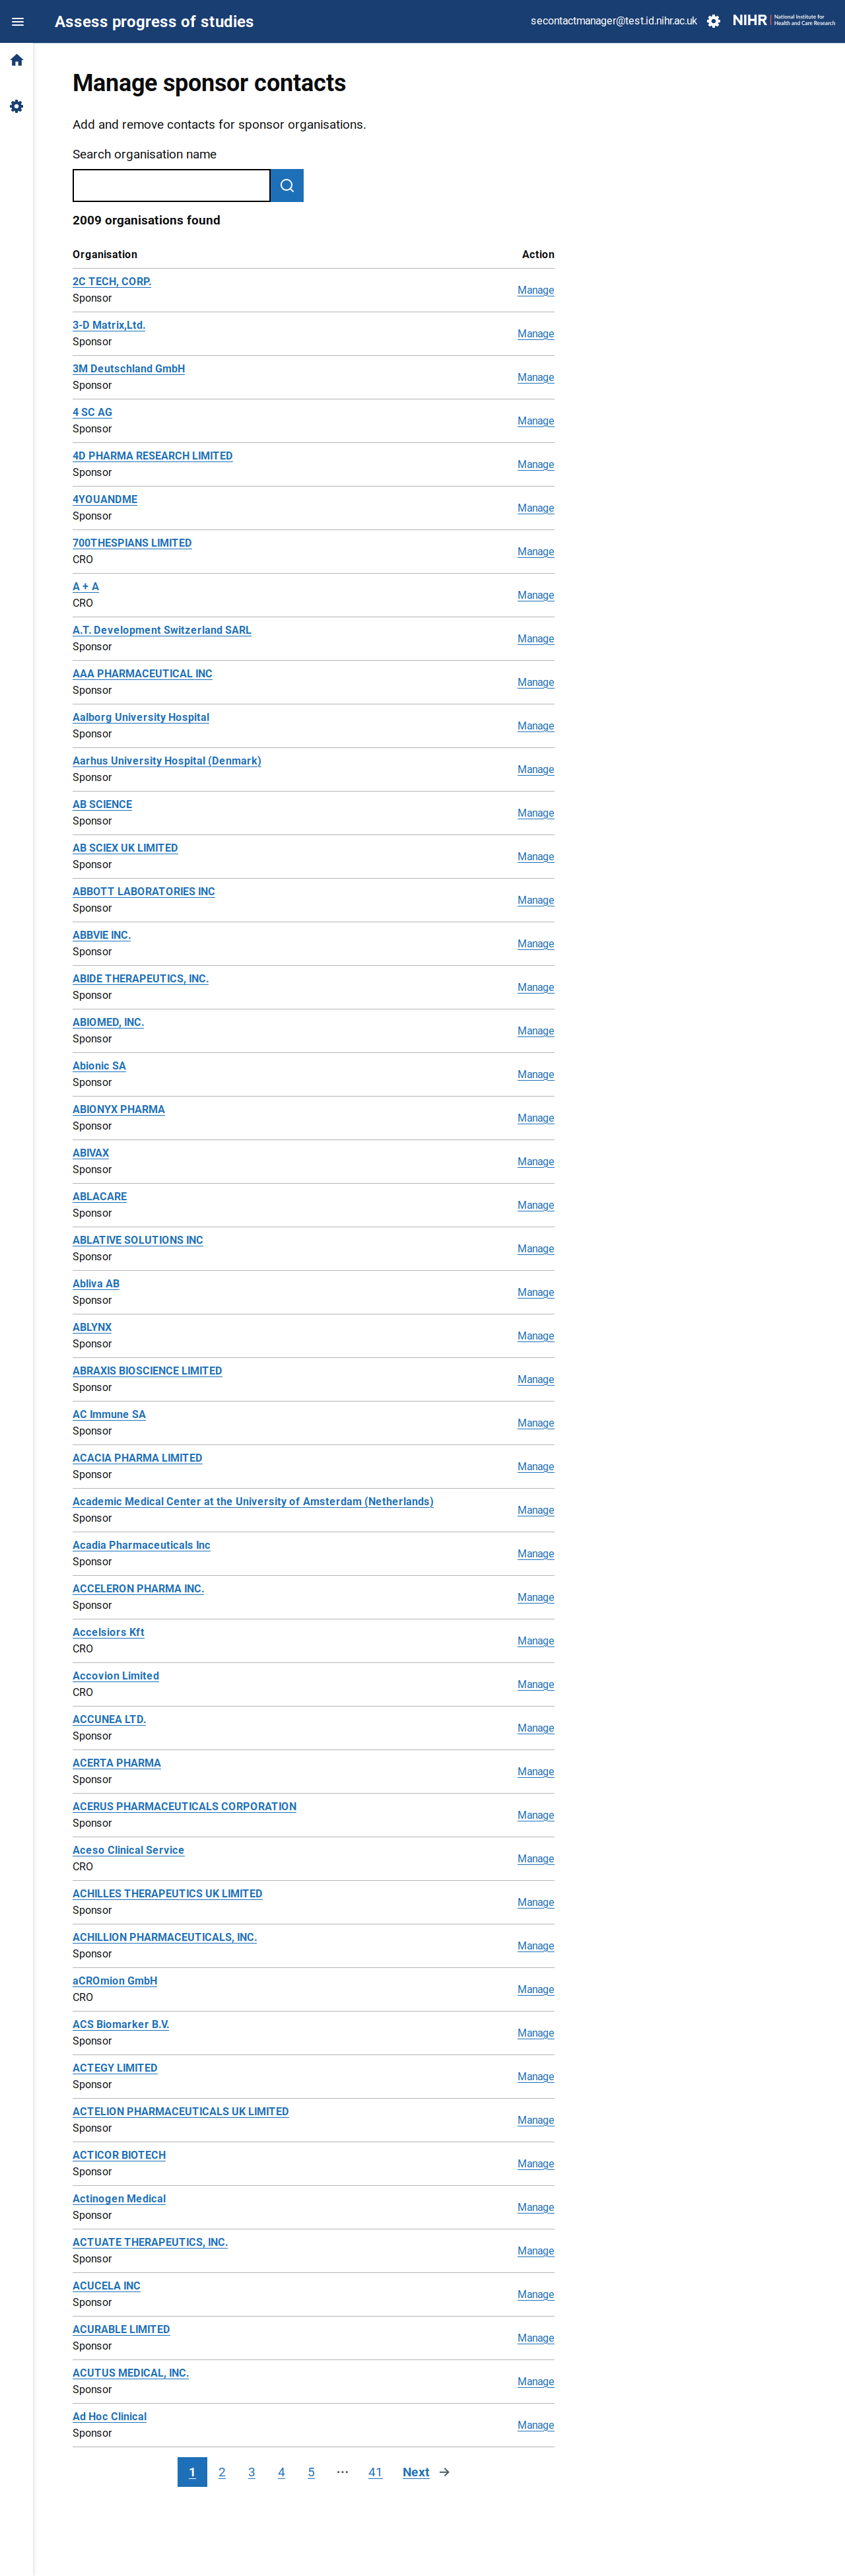 Assess progress of studies
secontactmanager@test.id.nihr.ac.uk
NIHR | National Institute for
Health and Care Research
Manage sponsor contacts
Add and remove contacts for sponsor organisations.
Search organisation name
2009 organisations found
Organisation Action
2C TECH, CORP.
Sponsor
Manage
3-D Matrix,Ltd.
Sponsor
Manage
3M Deutschland GmbH
Sponsor
Manage
4 SC AG
Sponsor
Manage
4D PHARMA RESEARCH LIMITED
Sponsor
Manage
4YOUANDME
Sponsor
Manage
700THESPIANS LIMITED
CRO
Manage
A + A
CRO
Manage
A.T. Development Switzerland SARL
Sponsor
Manage
AAA PHARMACEUTICAL INC
Sponsor
Manage
Aalborg University Hospital
Sponsor
Manage
Aarhus University Hospital (Denmark)
Sponsor
Manage
AB SCIENCE
Sponsor
Manage
AB SCIEX UK LIMITED
Sponsor
Manage
ABBOTT LABORATORIES INC
Sponsor
Manage
ABBVIE INC.
Sponsor
Manage
ABIDE THERAPEUTICS, INC.
Sponsor
Manage
ABIOMED, INC.
Sponsor
Manage
Abionic SA
Sponsor
Manage
ABIONYX PHARMA
Sponsor
Manage
ABIVAX
Sponsor
Manage
ABLACARE
Sponsor
Manage
ABLATIVE SOLUTIONS INC
Sponsor
Manage
Abliva AB
Sponsor
Manage
ABLYNX
Sponsor
Manage
ABRAXIS BIOSCIENCE LIMITED
Sponsor
Manage
AC Immune SA
Sponsor
Manage
ACACIA PHARMA LIMITED
Sponsor
Manage
Academic Medical Center at the University of Amsterdam (Netherlands)
Sponsor
Manage
Acadia Pharmaceuticals Inc
Sponsor
Manage
ACCELERON PHARMA INC.
Sponsor
Manage
Accelsiors Kft
CRO
Manage
Accovion Limited
CRO
Manage
ACCUNEA LTD.
Sponsor
Manage
ACERTA PHARMA
Sponsor
Manage
ACERUS PHARMACEUTICALS CORPORATION
Sponsor
Manage
Aceso Clinical Service
CRO
Manage
ACHILLES THERAPEUTICS UK LIMITED
Sponsor
Manage
ACHILLION PHARMACEUTICALS, INC.
Sponsor
Manage
aCROmion GmbH
CRO
Manage
ACS Biomarker B.V.
Sponsor
Manage
ACTEGY LIMITED
Sponsor
Manage
ACTELION PHARMACEUTICALS UK LIMITED
Sponsor
Manage
ACTICOR BIOTECH
Sponsor
Manage
Actinogen Medical
Sponsor
Manage
ACTUATE THERAPEUTICS, INC.
Sponsor
Manage
ACUCELA INC
Sponsor
Manage
ACURABLE LIMITED
Sponsor
Manage
ACUTUS MEDICAL, INC.
Sponsor
Manage
Ad Hoc Clinical
Sponsor
Manage
1 2 3 4 5 ⋯ 41 Next →